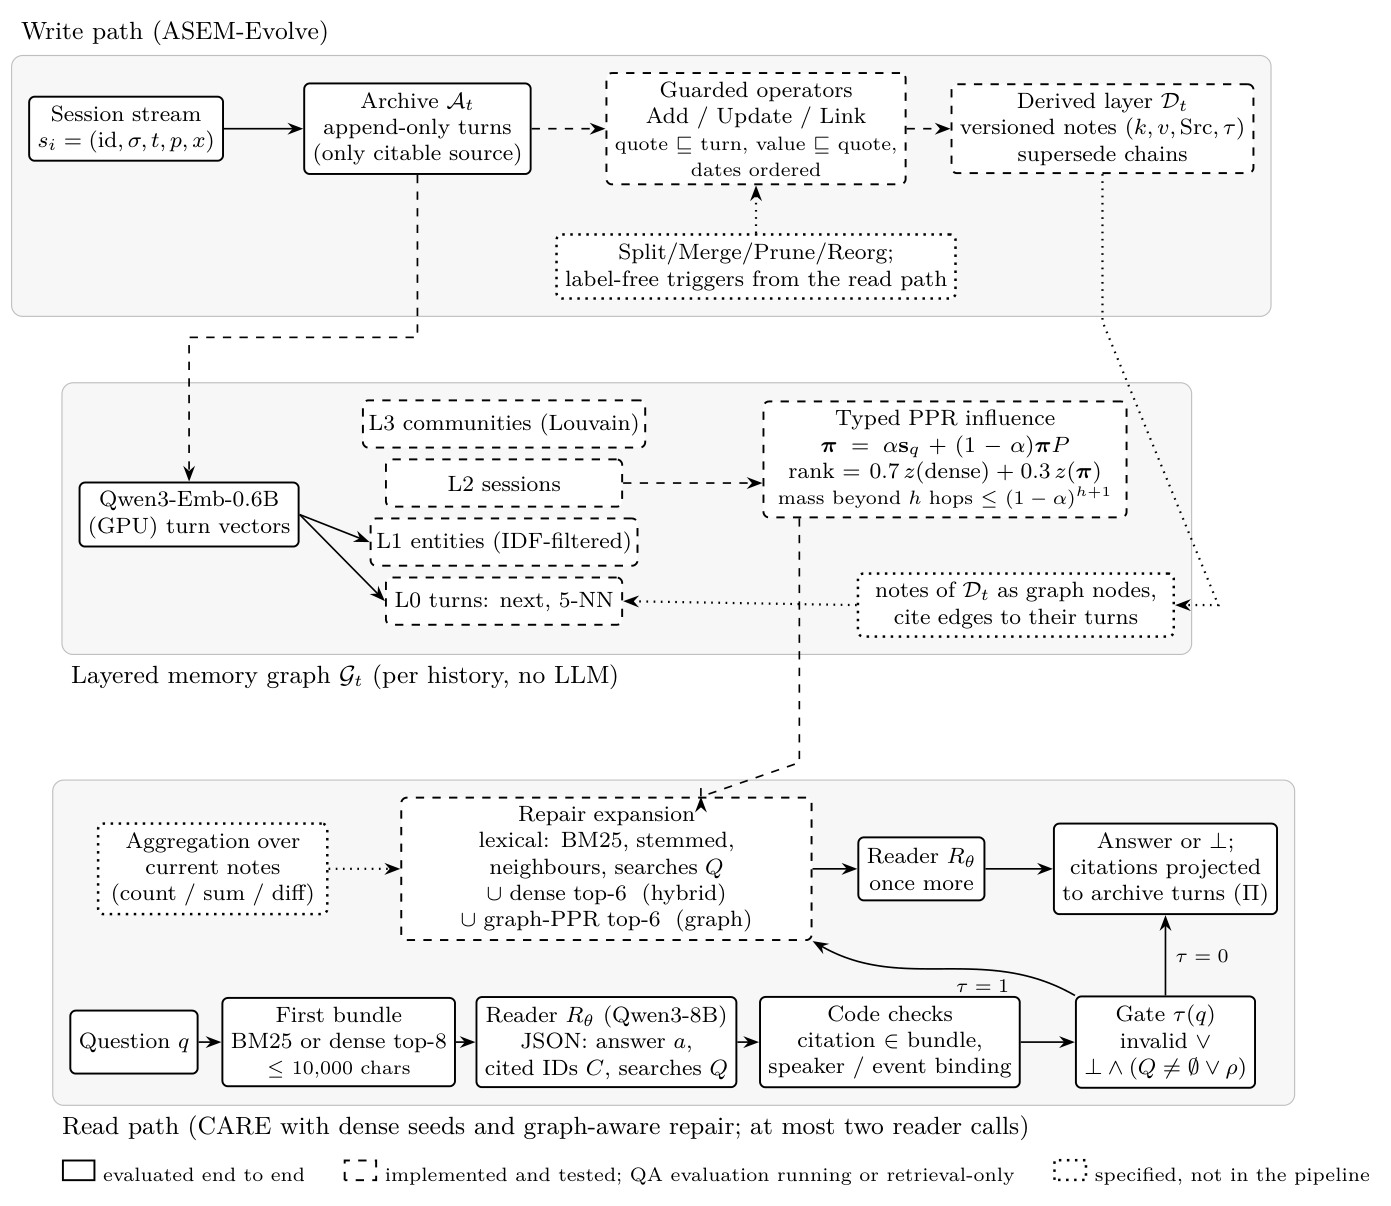 Write path (ASEM-Evolve)
Session stream
s_i = (id, σ, t, p, x)
Archive 𝒜_t
append-only turns
(only citable source)
Guarded operators
Add / Update / Link
quote ⊑ turn, value ⊑ quote,
dates ordered
Derived layer 𝒟_t
versioned notes (k, v, Src, τ)
supersede chains
Split/Merge/Prune/Reorg;
label-free triggers from the read path
L3 communities (Louvain)
L2 sessions
L1 entities (IDF-filtered)
L0 turns: next, 5-NN
Qwen3-Emb-0.6B
(GPU) turn vectors
Typed PPR influence
π = αs_q + (1 − α)πP
rank = 0.7 z(dense) + 0.3 z(π)
mass beyond h hops ≤ (1 − α)^{h+1}
notes of 𝒟_t as graph nodes,
cite edges to their turns
Layered memory graph 𝒢_t (per history, no LLM)
Aggregation over
current notes
(count / sum / diff)
Repair expansion
lexical: BM25, stemmed,
neighbours, searches Q
∪ dense top-6 (hybrid)
∪ graph-PPR top-6 (graph)
Reader R_θ
once more
Answer or ⊥;
citations projected
to archive turns (Π)
τ = 0
τ = 1
Question q
First bundle
BM25 or dense top-8
≤ 10,000 chars
Reader R_θ (Qwen3-8B)
JSON: answer a,
cited IDs C, searches Q
Code checks
citation ∈ bundle,
speaker / event binding
Gate τ(q)
invalid ∨
⊥ ∧ (Q ≠ ∅ ∨ ρ)
Read path (CARE with dense seeds and graph-aware repair; at most two reader calls)
evaluated end to end
implemented and tested; QA evaluation running or retrieval-only
specified, not in the pipeline